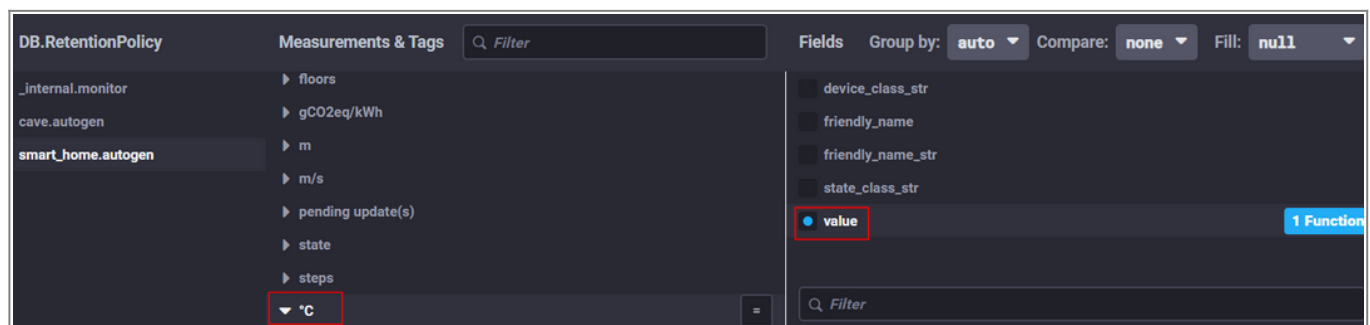 DB.RetentionPolicy
_internal.monitor
cave.autogen
smart_home.autogen
Measurements & Tags Filter
floors
gCO2eq/kWh
m
m/s
pending update(s)
state
steps
°C =
Fields Group by: auto Compare: none Fill: null
device_class_str
friendly_name
friendly_name_str
state_class_str
value 1 Function
Filter